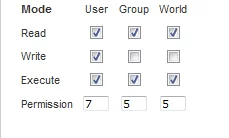 Mode User Group World
Read
Write
Execute
Permission 7 5 5